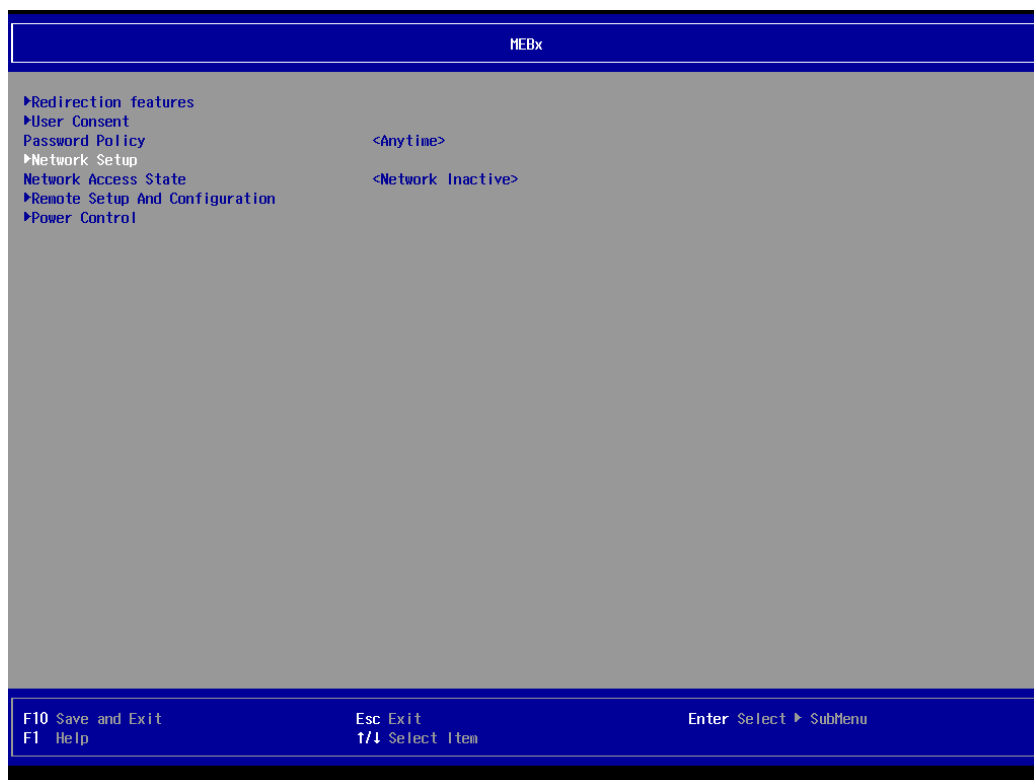 MEBx
▶Redirection features
▶User Consent
Password Policy <Anytime>
▶Network Setup
Network Access State <Network Inactive>
▶Remote Setup And Configuration
▶Power Control
F10 Save and Exit Esc Exit Enter Select ▶ SubMenu
F1 Help ↑/↓ Select Item